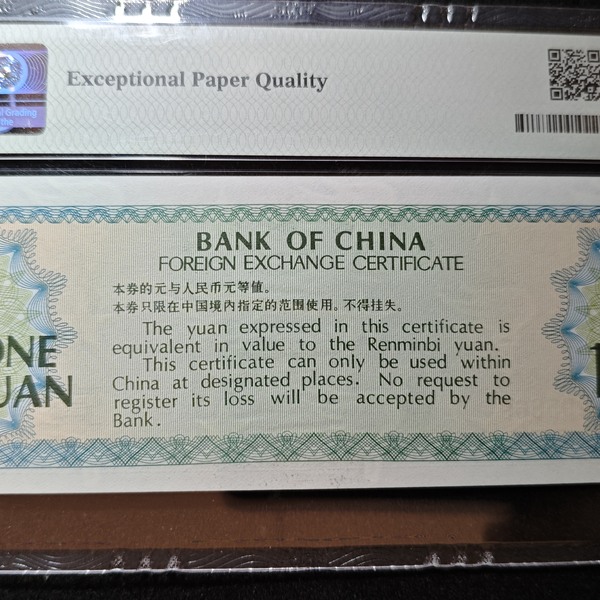 Exceptional Paper Quality
l Grading
the
BANK OF CHINA
FOREIGN EXCHANGE CERTIFICATE
本券的元与人民币元等值。
本券只限在中国境内指定的范围使用。不得挂失。
The yuan expressed in this certificate is
equivalent in value to the Renminbi yuan.
This certificate can only be used within
China at designated places. No request to
register its loss will be accepted by the
Bank.
ONE
UAN
1